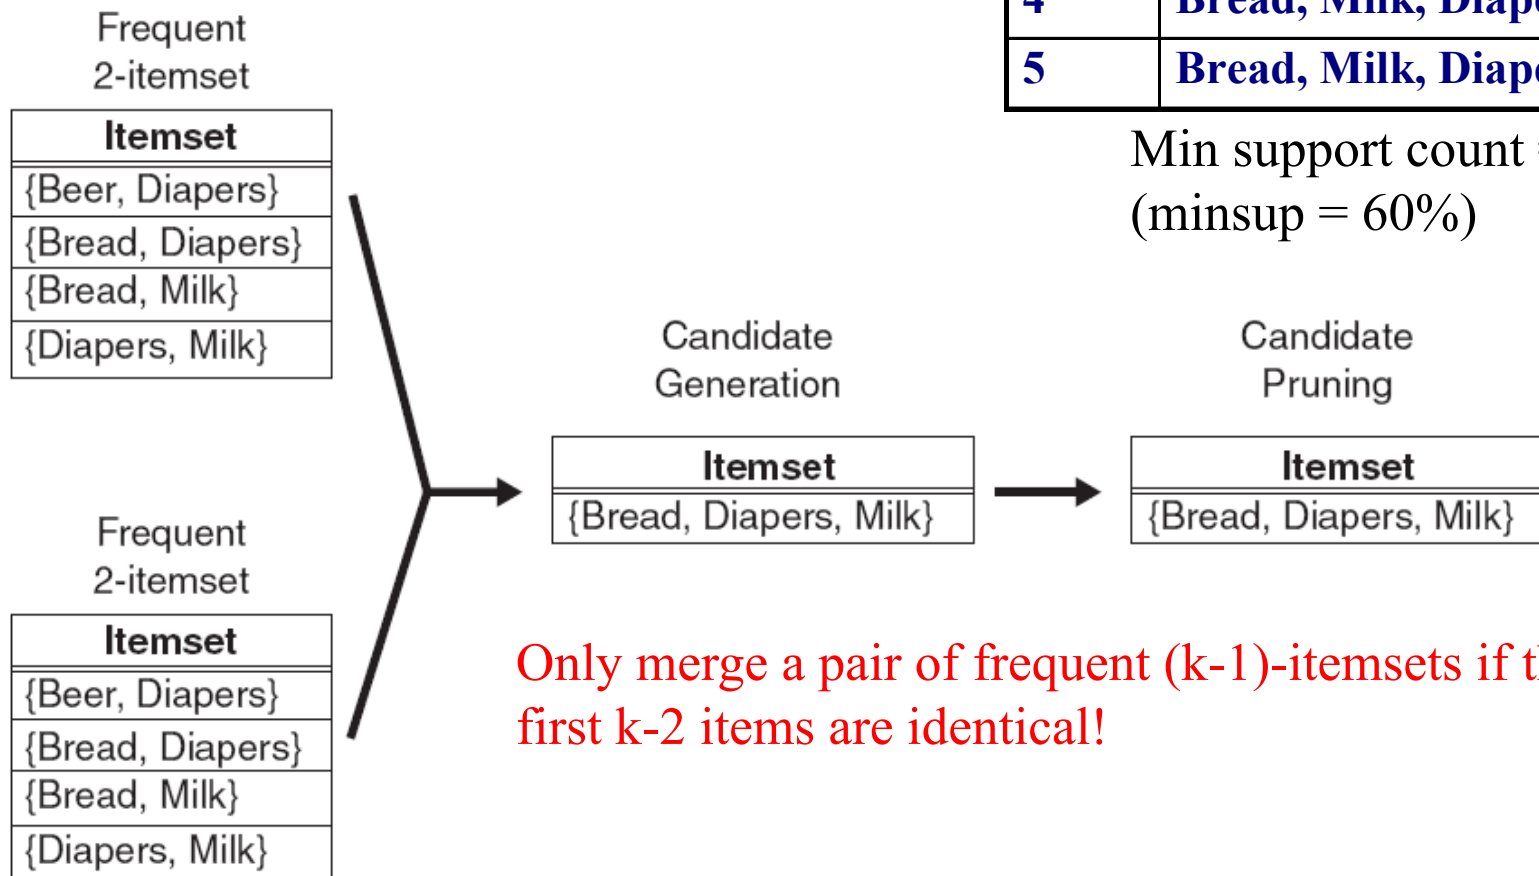 Frequent
2-itemset
Itemset
{Beer, Diapers}
{Bread, Diapers}
{Bread, Milk}
{Diapers, Milk}
4 Bread, Milk,
5 Bread, Milk,
Min support count
(minsup = 60%)
Candidate
Generation
Itemset
{Bread, Diapers, Milk}
Candidate
Pruning
Itemset
{Bread, Diapers, Milk}
Frequent
2-itemset
Itemset
{Beer, Diapers}
{Bread, Diapers}
{Bread, Milk}
{Diapers, Milk}
Only merge a pair of frequent (k-1)-itemsets if
first k-2 items are identical!